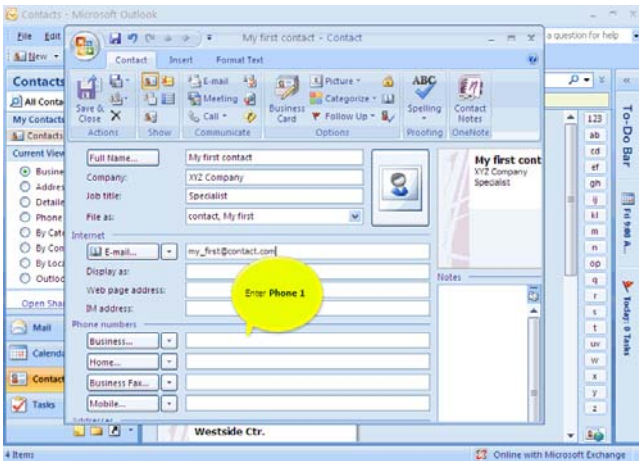 Contacts - Microsoft Outlook
File Edit
a question for help
New
My first contact - Contact
Contact Insert Format Text
Save & Close
Actions
Show
E-mail
Meeting
Call
Communicate
Business Card
Picture
Categorize
Follow Up
Options
ABC
Spelling
Proofing
Contact Notes
OneNote
Contacts
All Conta
My Contacts
Contacts
Current View
Busine
Addres
Detaile
Phone
By Cate
By Com
By Loca
Outloo
Open Shar
Mail
Calenda
Contact
Tasks
Full Name... My first contact
Company: XYZ Company
Job title: Specialist
File as: contact, My first
Internet
E-mail... my_first@contact.com
Display as:
Web page address:
IM address:
Enter Phone 1
Phone numbers
Business...
Home...
Business Fax...
Mobile...
Addresses
My first cont
XYZ Company
Specialist
Notes
Westside Ctr.
123
ab
cd
ef
gh
ij
kl
m
n
op
q
r
s
t
uv
w
x
y
z
To-Do Bar
Fri 9:00 A...
Today: 0 Tasks
4 Items
Online with Microsoft Exchange